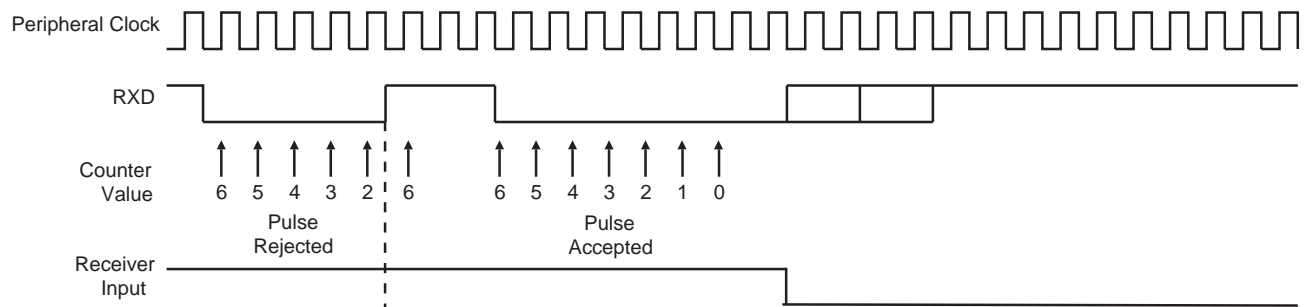 Peripheral Clock
RXD
Counter
Value
6 5 4 3 2 6 6 5 4 3 2 1 0
Pulse
Rejected
Pulse
Accepted
Receiver
Input